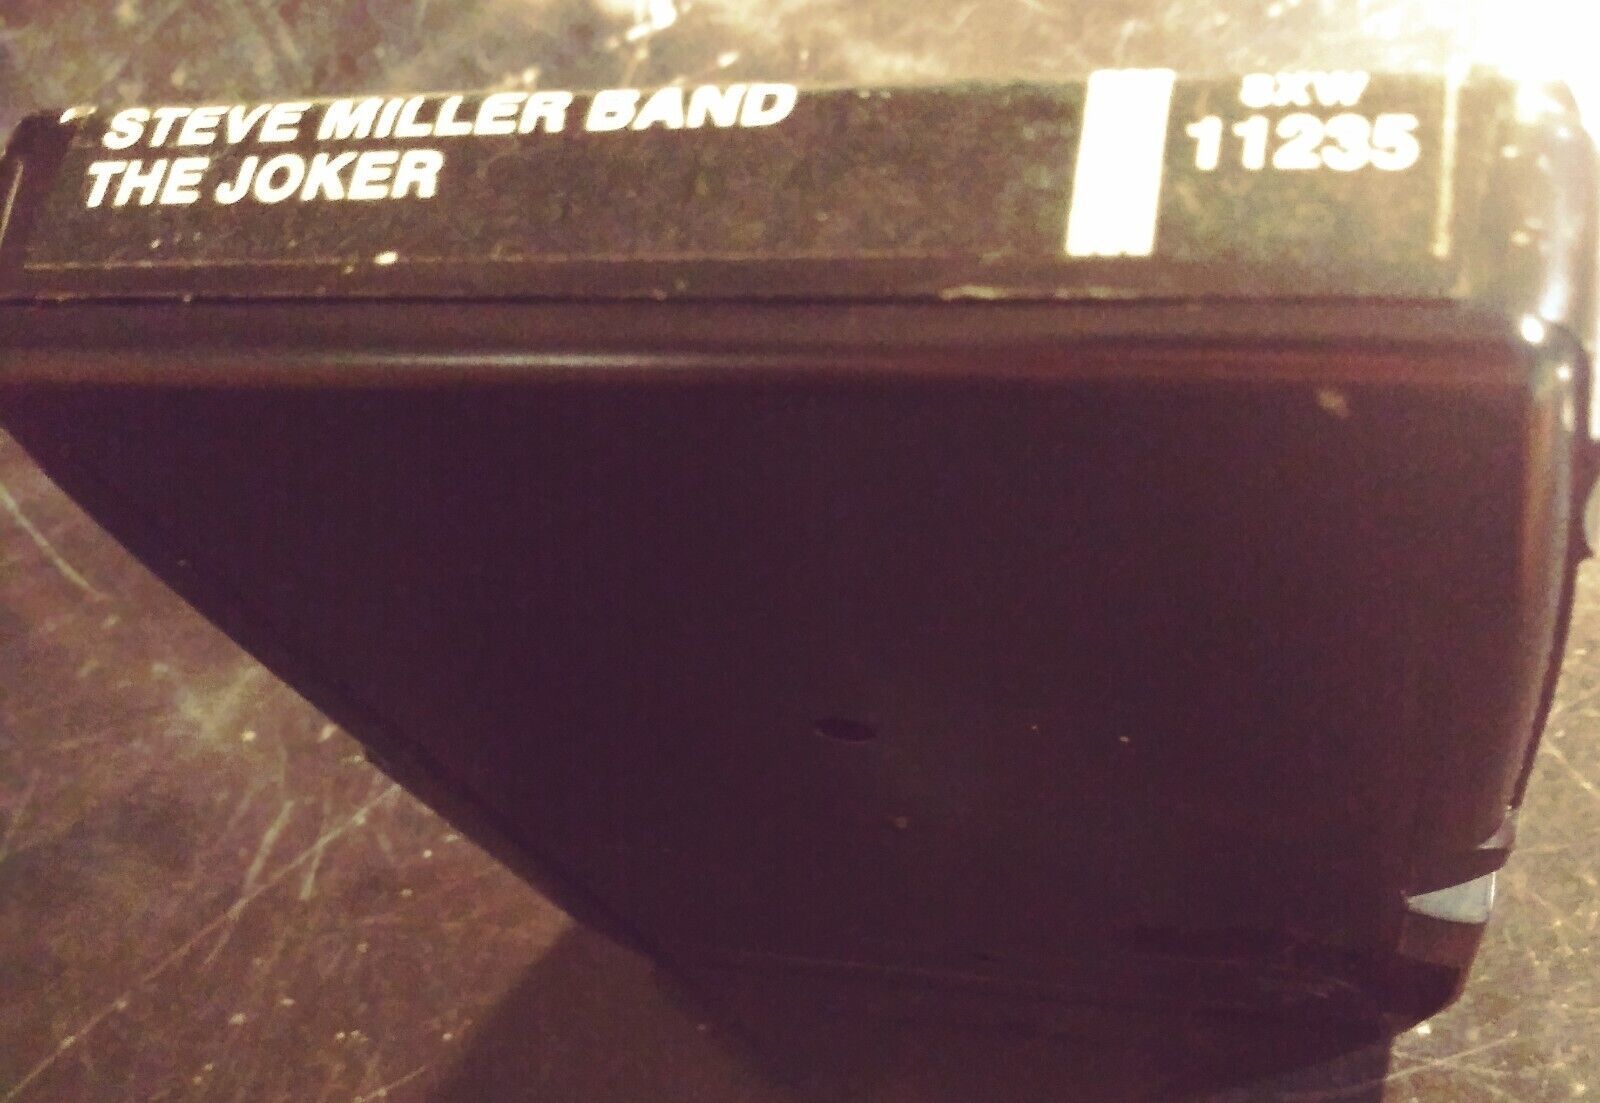 STEVE MILLER BAND
THE JOKER
8XW
11235